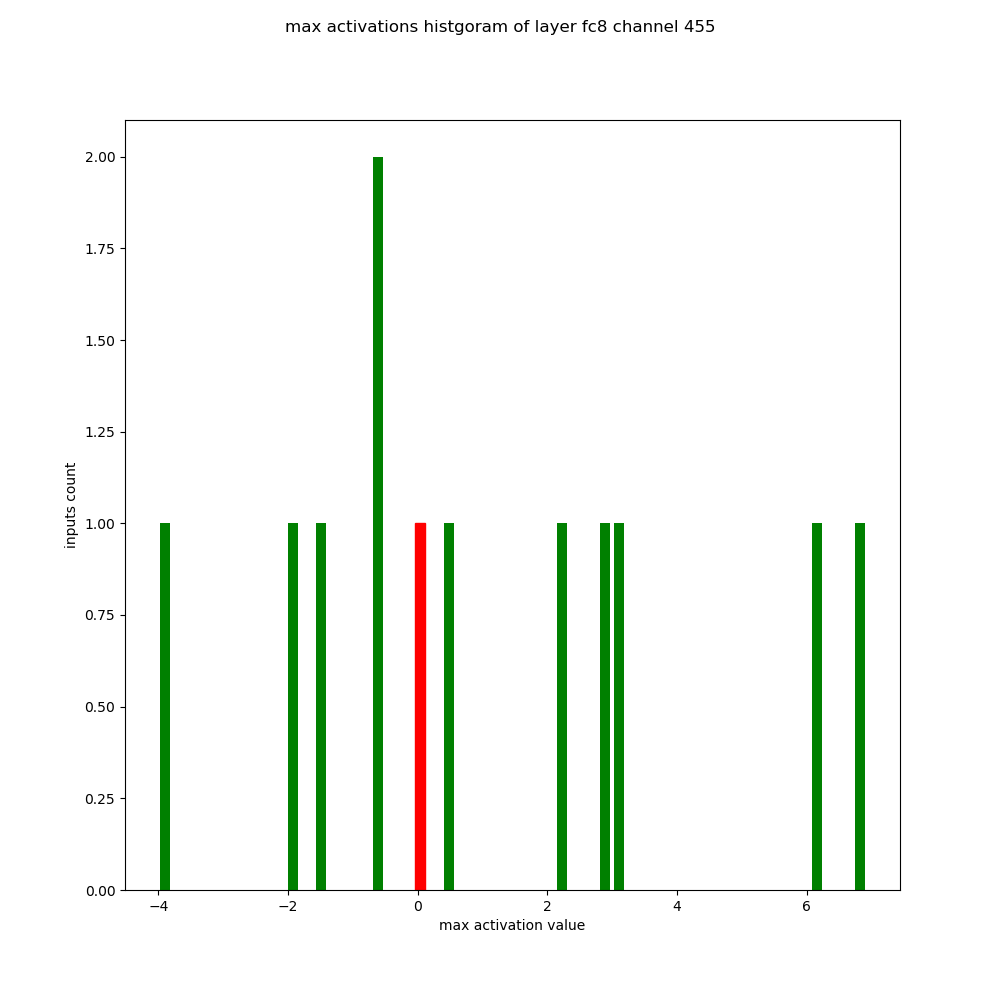 max activations histgoram of layer fc8 channel 455
2.00
1.75
1.50
1.25
1.00
0.75
0.50
0.25
0.00
inputs count
−4 −2 0 2 4 6
max activation value